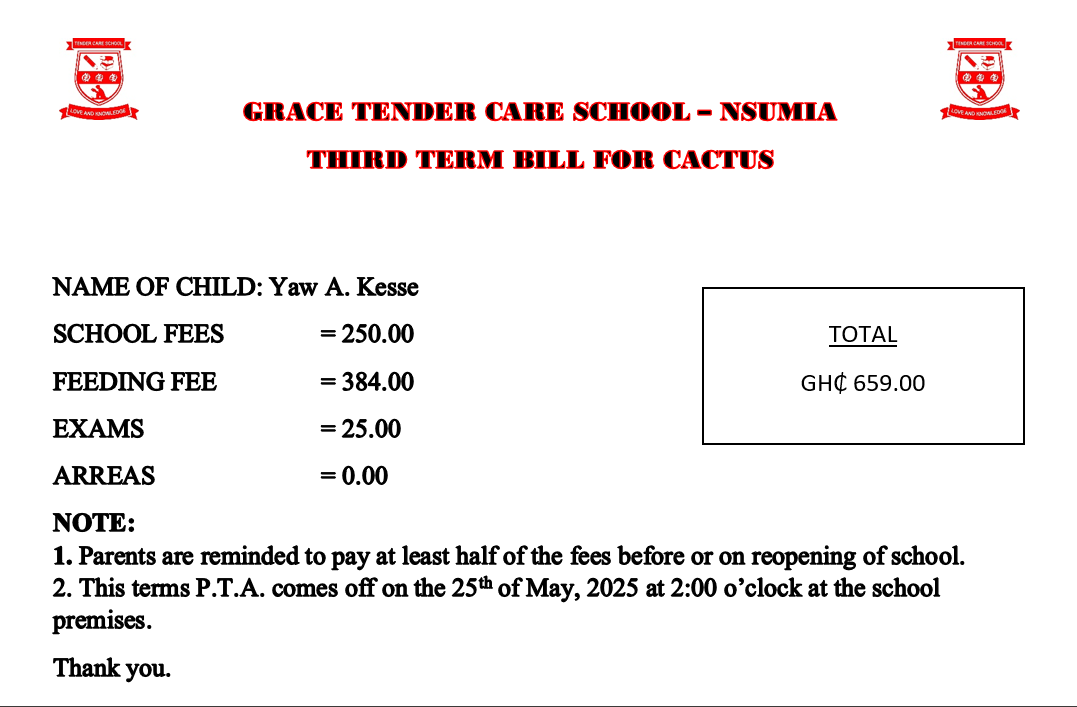 TENDER CARE SCHOOL
LOVE AND KNOWLEDGE
TENDER CARE SCHOOL
LOVE AND KNOWLEDGE
GRACE TENDER CARE SCHOOL – NSUMIA
THIRD TERM BILL FOR CACTUS
NAME OF CHILD: Yaw A. Kesse
SCHOOL FEES = 250.00
FEEDING FEE = 384.00
EXAMS = 25.00
ARREAS = 0.00
TOTAL
GH₵ 659.00
NOTE:
1. Parents are reminded to pay at least half of the fees before or on reopening of school.
2. This terms P.T.A. comes off on the 25th of May, 2025 at 2:00 o’clock at the school
premises.
Thank you.